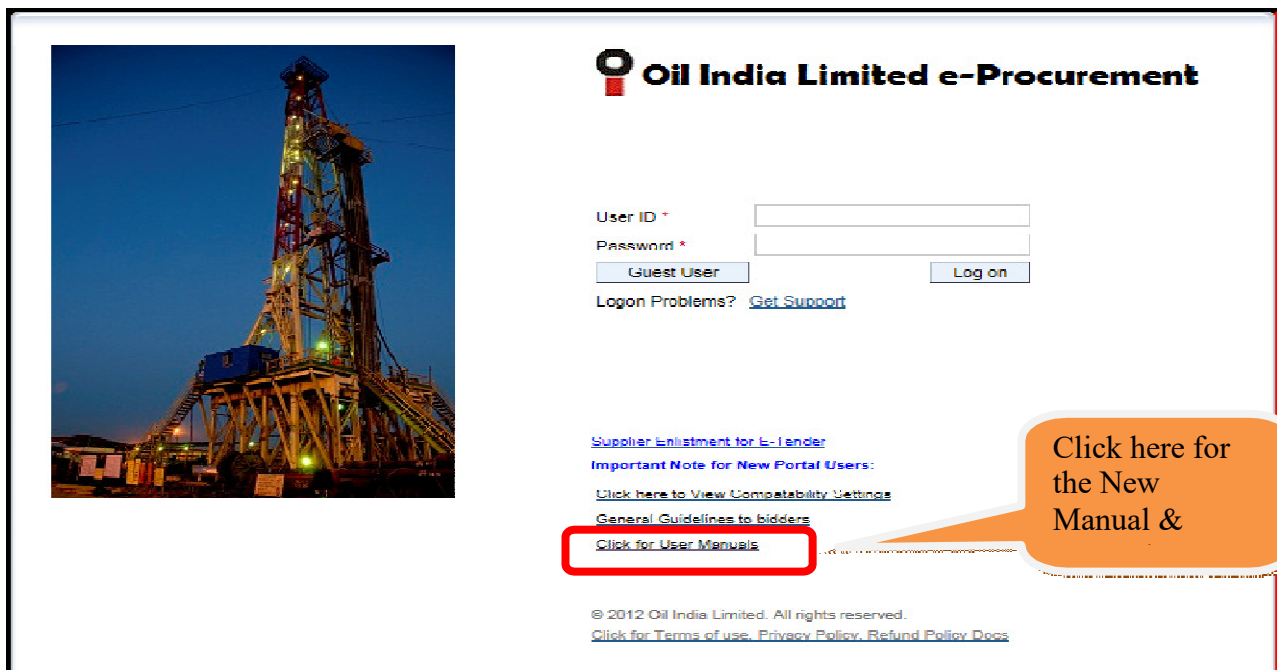 Oil India Limited e-Procurement
User ID *
Password *
Guest User
Log on
Logon Problems? Get Support
Supplier Enlistment for E-Tender
Important Note for New Portal Users:
Click here to View Compatability Settings
General Guidelines to bidders
Click for User Manuals
Click here for
the New
Manual &
© 2012 Oil India Limited. All rights reserved.
Click for Terms of use, Privacy Policy, Refund Policy Docs